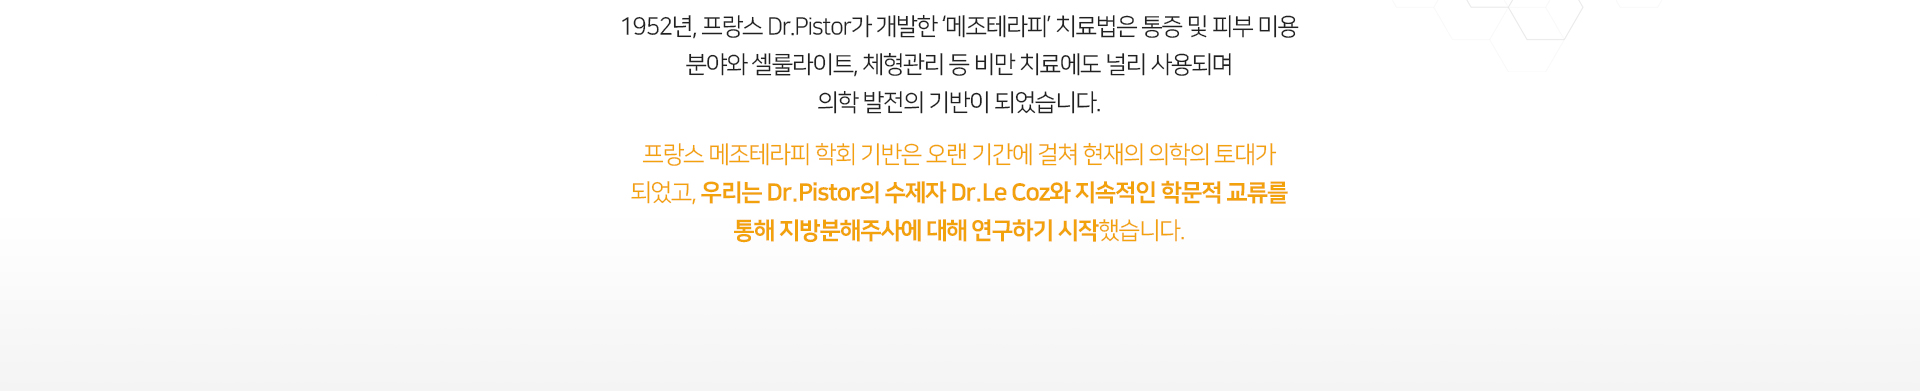 1952년, 프랑스 Dr.Pistor가 개발한 ‘메조테라피’ 치료법은 통증 및 피부 미용
분야와 셀룰라이트, 체형관리 등 비만 치료에도 널리 사용되며
의학 발전의 기반이 되었습니다.
프랑스 메조테라피 학회 기반은 오랜 기간에 걸쳐 현재의 의학의 토대가
되었고, 우리는 Dr.Pistor의 수제자 Dr.Le Coz와 지속적인 학문적 교류를
통해 지방분해주사에 대해 연구하기 시작했습니다.